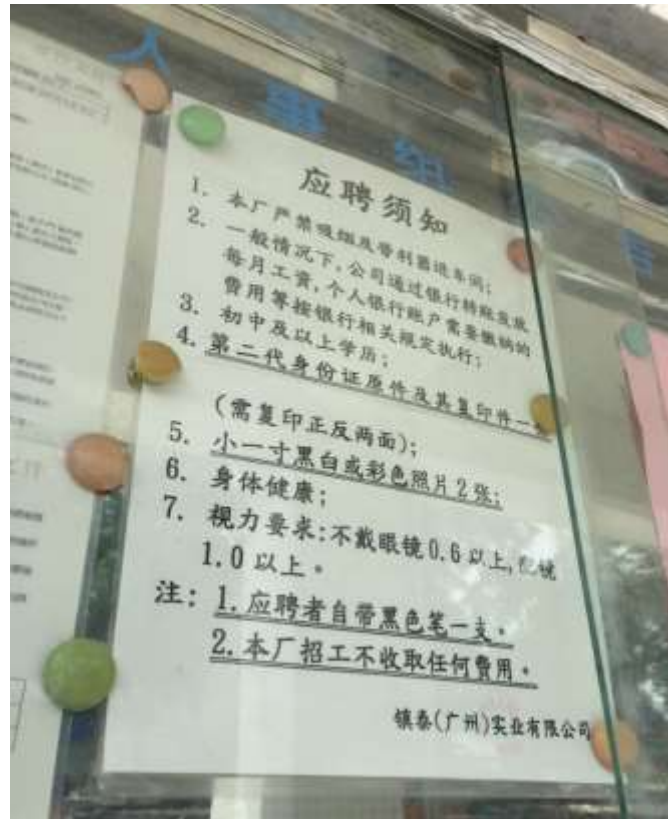 人事组
应聘须知
1. 本厂严禁吸烟及带利器进车间;
2. 一般情况下,公司通过银行转账发放
每月工资,个人银行账户需要缴纳的
费用等按银行相关规定执行;
3. 初中及以上学历;
4. 第二代身份证原件及其复印件一
(需复印正反两面);
5. 小一寸黑白或彩色照片2张;
6. 身体健康;
7. 视力要求:不戴眼镜0.6以上,配镜
1.0以上。
注: 1. 应聘者自带黑色笔一支。
2. 本厂招工不收取任何费用。
镇泰(广州)实业有限公司